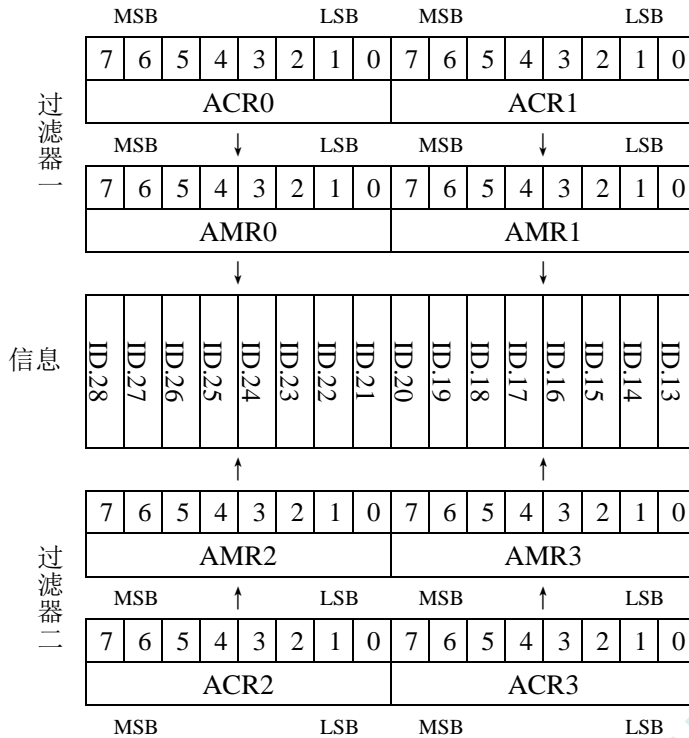 MSB LSB MSB LSB
7 6 5 4 3 2 1 0 7 6 5 4 3 2 1 0
ACR0 ACR1
过滤器一
MSB LSB MSB LSB
7 6 5 4 3 2 1 0 7 6 5 4 3 2 1 0
AMR0 AMR1
信息
ID.28 ID.27 ID.26 ID.25 ID.24 ID.23 ID.22 ID.21 ID.20 ID.19 ID.18 ID.17 ID.16 ID.15 ID.14 ID.13
7 6 5 4 3 2 1 0 7 6 5 4 3 2 1 0
AMR2 AMR3
过滤器二
MSB LSB MSB LSB
7 6 5 4 3 2 1 0 7 6 5 4 3 2 1 0
ACR2 ACR3
MSB LSB MSB LSB